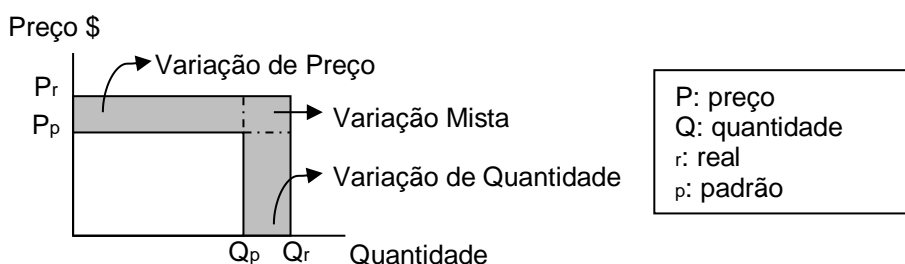 Preço $
Variação de Preço
Pr
Pp
Variação Mista
Variação de Quantidade
Qp Qr Quantidade
P: preço
Q: quantidade
r: real
p: padrão